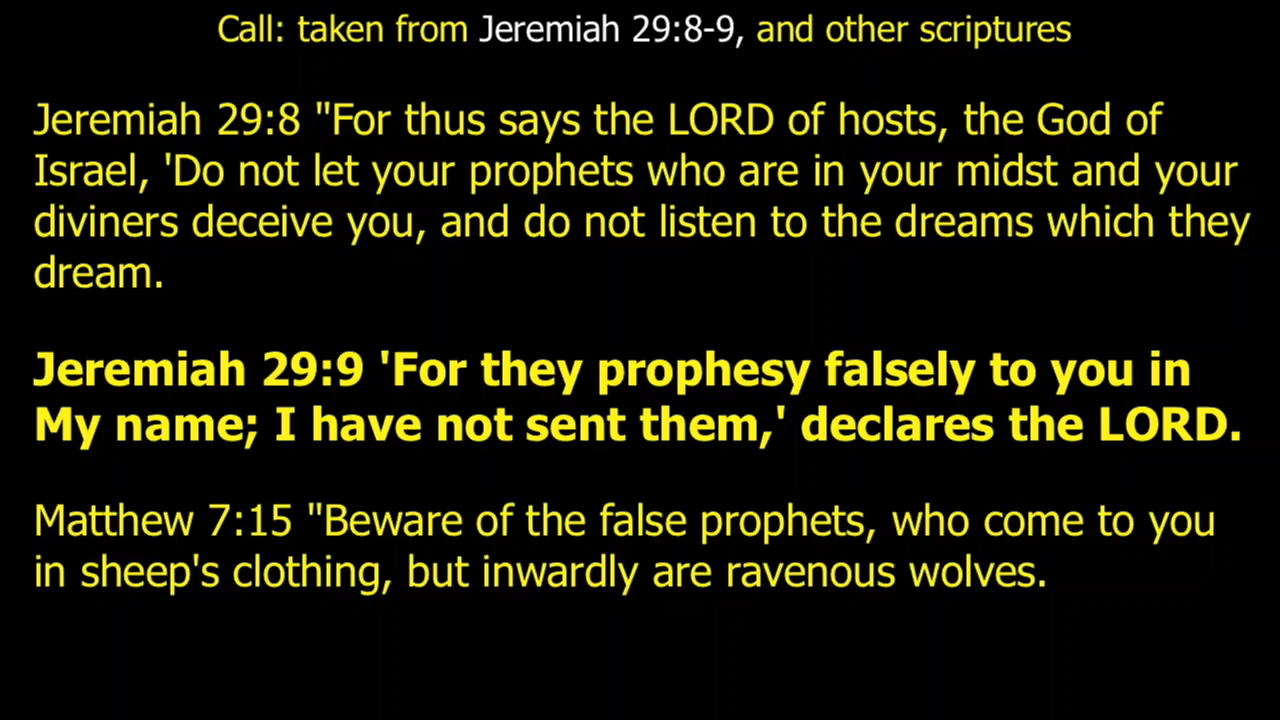 Call: taken from Jeremiah 29:8-9, and other scriptures
Jeremiah 29:8 "For thus says the LORD of hosts, the God of
Israel, 'Do not let your prophets who are in your midst and your
diviners deceive you, and do not listen to the dreams which they
dream.
Jeremiah 29:9 'For they prophesy falsely to you in
My name; I have not sent them,' declares the LORD.
Matthew 7:15 "Beware of the false prophets, who come to you
in sheep's clothing, but inwardly are ravenous wolves.